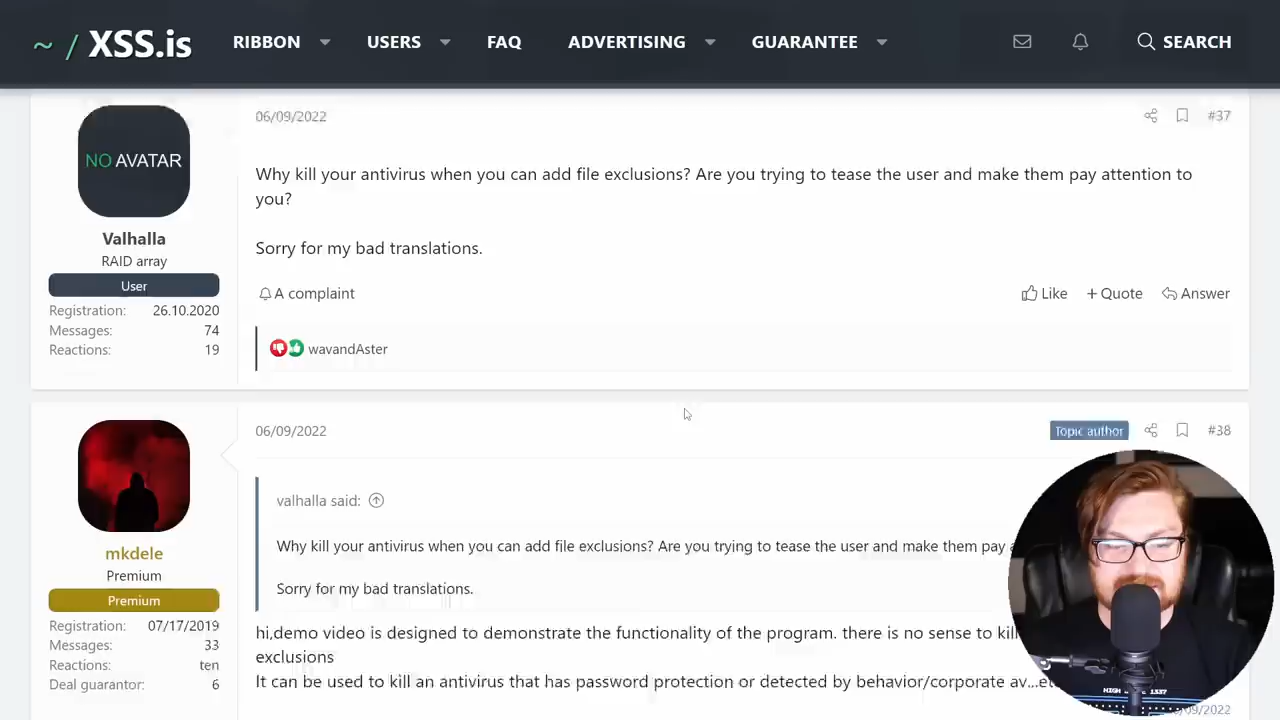 ~ / XSS.is RIBBON USERS FAQ ADVERTISING GUARANTEE SEARCH
06/09/2022 #37
NO AVATAR
Why kill your antivirus when you can add file exclusions? Are you trying to tease the user and make them pay attention to
you?
Valhalla
Sorry for my bad translations.
RAID array
User
A complaint Like + Quote Answer
Registration: 26.10.2020
Messages: 74
Reactions: 19
wavandAster
06/09/2022 Topic author #38
valhalla said:
Why kill your antivirus when you can add file exclusions? Are you trying to tease the user and make them pay
mkdele
Premium
Sorry for my bad translations.
Premium
Registration: 07/17/2019
hi,demo video is designed to demonstrate the functionality of the program. there is no sense to kill
Messages: 33
exclusions
Reactions: ten
Deal guarantor: 6
It can be used to kill an antivirus that has password protection or detected by behavior/corporate av...